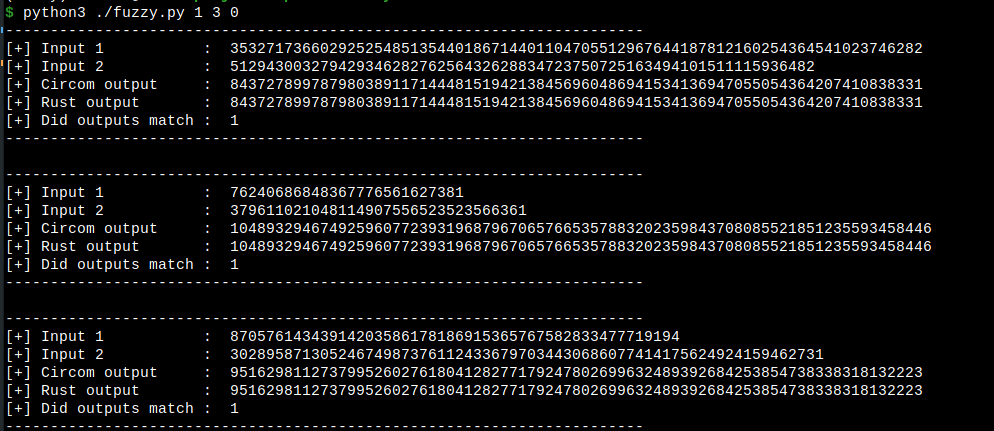 $ python3 ./fuzzy.py 1 3 0
------------------------------------------------------------------------
[+] Input 1           :  35327173660292525485135440186714401104705512967644187812160254364541023746282
[+] Input 2           :  5129430032794293462827625643262883472375072516349410151111593​6482
[+] Circom output     :  84372789978798038911714448151942138456960486941534136947055054364207410838331
[+] Rust output       :  84372789978798038911714448151942138456960486941534136947055054364207410838331
[+] Did outputs match :  1
------------------------------------------------------------------------
------------------------------------------------------------------------
[+] Input 1           :  76240686848367776561627381
[+] Input 2           :  379611021048114907556523523566361
[+] Circom output     :  104893294674925960772393196879670657665357883202359843708085521851235593458446
[+] Rust output       :  104893294674925960772393196879670657665357883202359843708085521851235593458446
[+] Did outputs match :  1
------------------------------------------------------------------------
------------------------------------------------------------------------
[+] Input 1           :  87057614343914203586178186915365767582833477719194
[+] Input 2           :  302895871305246749873761124336797034430686077414175624924159462731
[+] Circom output     :  95162981127379952602761804128277179247802699632489392684253854738338318132223
[+] Rust output       :  95162981127379952602761804128277179247802699632489392684253854738338318132223
[+] Did outputs match :  1
------------------------------------------------------------------------